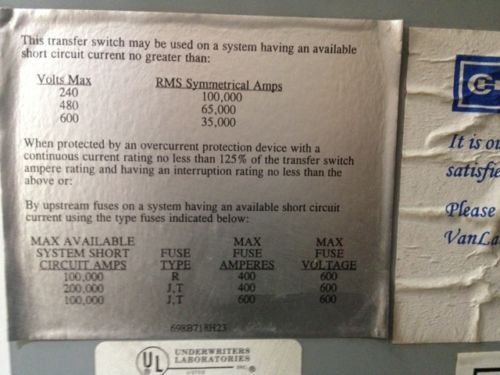 This transfer switch may be used on a system having an available
short circuit current no greater than:
Volts Max RMS Symmetrical Amps
240 100,000
480 65,000
600 35,000
When protected by an overcurrent protection device with a
continuous current rating no less than 125% of the transfer switch
ampere rating and having an interruption rating no less than the
above or:
By upstream fuses on a system having an available short circuit
current using the type fuses indicated below:
MAX AVAILABLE MAX MAX
SYSTEM SHORT FUSE FUSE FUSE
CIRCUIT AMPS TYPE AMPERES VOLTAGE
100,000 R 400 600
200,000 J,T 400 600
100,000 J,T 600 600
698B718H23
UL UNDERWRITERS
LABORATORIES
INC.
It is ou
satisfie
Please
VanLa